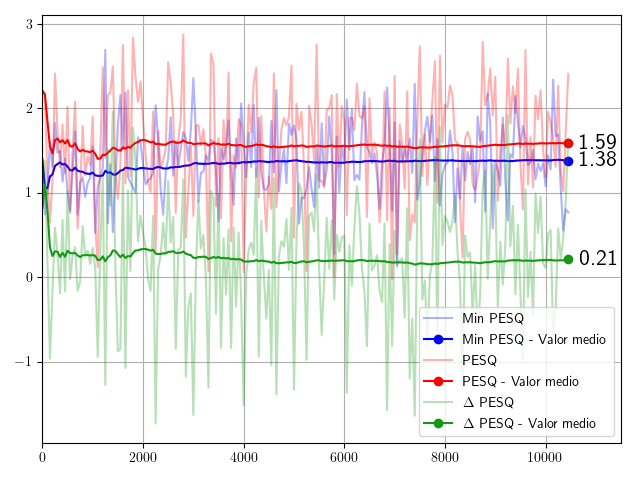 3
2
1
0
−1
0
2000
4000
6000
8000
10000
1.59
1.38
0.21
Min PESQ
Min PESQ - Valor medio
PESQ
PESQ - Valor medio
Δ PESQ
Δ PESQ - Valor medio